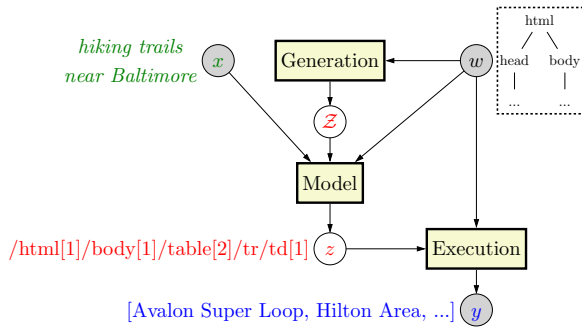 html
head body
... ...
hiking trails
near Baltimore
x
Generation
w
𝒵
Model
/html[1]/body[1]/table[2]/tr/td[1]
z
Execution
[Avalon Super Loop, Hilton Area, ...]
y